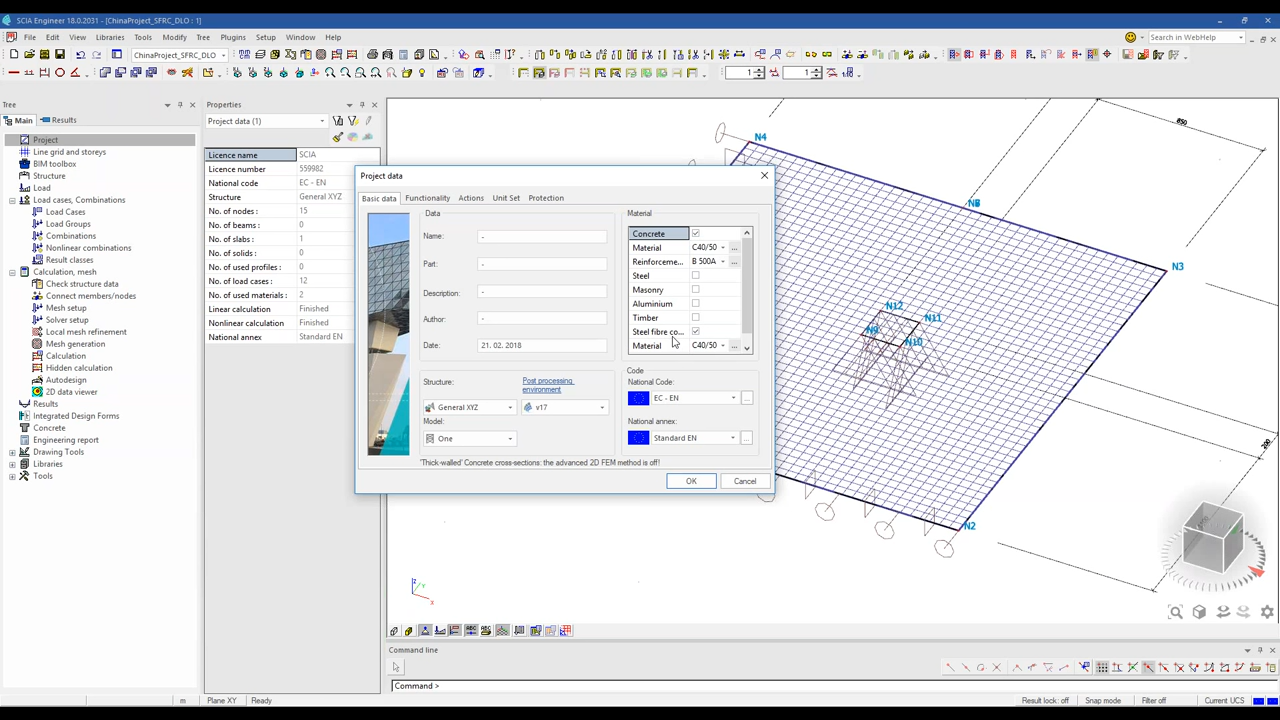 SCIA Engineer 18.0.2031 - [ChinaProject_SFRC_DLO : 1]
File Edit View Libraries Tools Modify Tree Plugins Setup Window Help
Search in WebHelp
ChinaProject_SFRC_DLO
1
1
Tree
Main
Results
Project
Line grid and storeys
BIM toolbox
Structure
Load
Load cases, Combinations
Load Cases
Load Groups
Combinations
Nonlinear combinations
Result classes
Calculation, mesh
Check structure data
Connect members/nodes
Mesh setup
Solver setup
Local mesh refinement
Mesh generation
Calculation
Hidden calculation
Autodesign
2D data viewer
Results
Integrated Design Forms
Concrete
Engineering report
Drawing Tools
Libraries
Tools
Properties
Project data (1)
Licence name SCIA
Licence number 559982
National code EC - EN
Structure General XYZ
No. of nodes : 15
No. of beams : 0
No. of slabs : 1
No. of solids : 0
No. of used profiles : 0
No. of load cases : 12
No. of used materials : 2
Linear calculation Finished
Nonlinear calculation Finished
National annex Standard EN
Project data
Basic data Functionality Actions Unit Set Protection
Data
Name: -
Part: -
Description: -
Author: -
Date: 21. 02. 2018
Structure:
General XYZ
Post processing environment
v17
Model:
One
Material
Concrete
Material C40/50 ...
Reinforceme... B 500A ...
Steel
Masonry
Aluminium
Timber
Steel fibre co...
Material C40/50 ...
Code
National Code:
EC - EN ...
National annex:
Standard EN ...
'Thick-walled' Concrete cross-sections: the advanced 2D FEM method is off!
OK Cancel
N4
N3
N12
N11
N9
N10
N2
Command line
Command >
m Plane XY Ready
Result lock: off Snap mode Filter off Current UCS